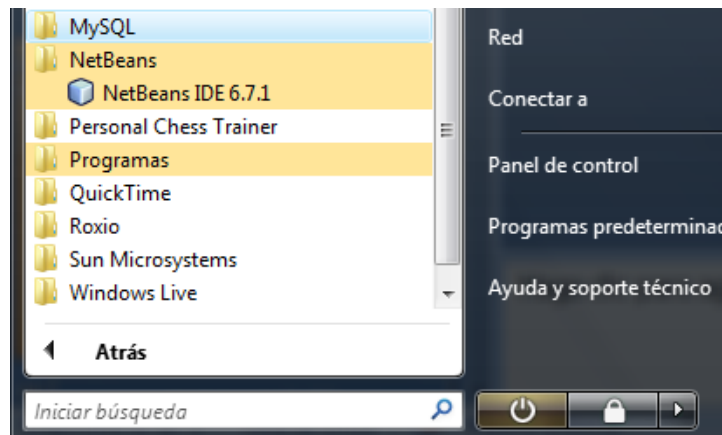 MySQL
NetBeans
NetBeans IDE 6.7.1
Personal Chess Trainer
Programas
QuickTime
Roxio
Sun Microsystems
Windows Live
Atrás
Iniciar búsqueda
Red
Conectar a
Panel de control
Programas predeterminad
Ayuda y soporte técnico